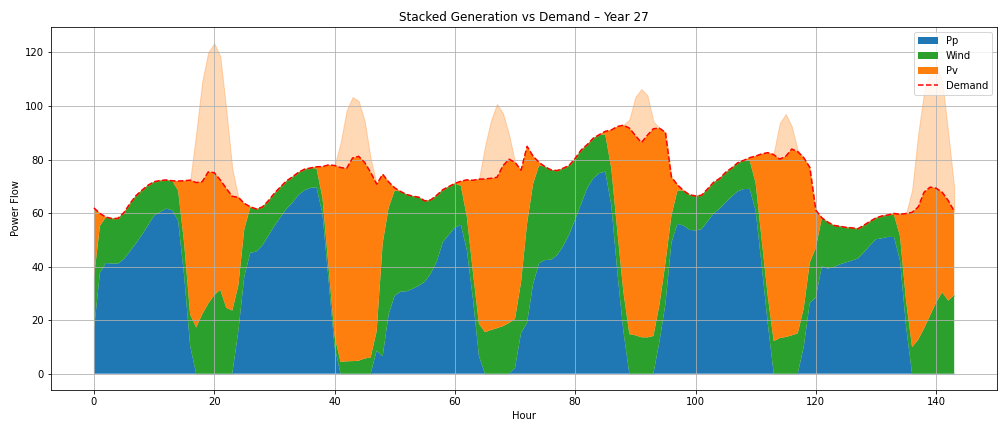 Stacked Generation vs Demand – Year 27
Pp
Wind
Pv
Demand
Power Flow
120
100
80
60
40
20
0
0 20 40 60 80 100 120 140
Hour